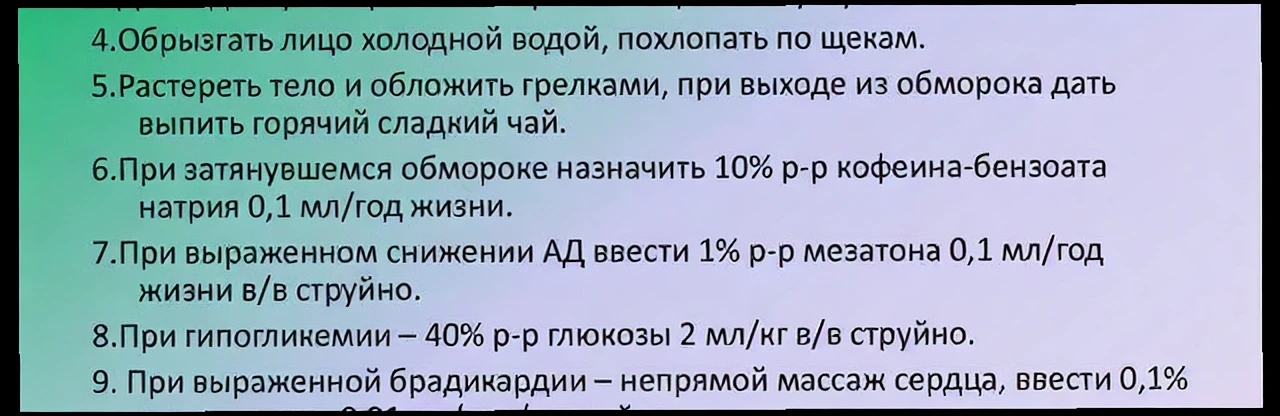 4.Обрызгать лицо холодной водой, похлопать по щекам.
5.Растереть тело и обложить грелками, при выходе из обморока дать
выпить горячий сладкий чай.
6.При затянувшемся обмороке назначить 10% р-р кофеина-бензоата
натрия 0,1 мл/год жизни.
7.При выраженном снижении АД ввести 1% р-р мезатона 0,1 мл/год
жизни в/в струйно.
8.При гипогликемии – 40% р-р глюкозы 2 мл/кг в/в струйно.
9. При выраженной брадикардии – непрямой массаж сердца, ввести 0,1%